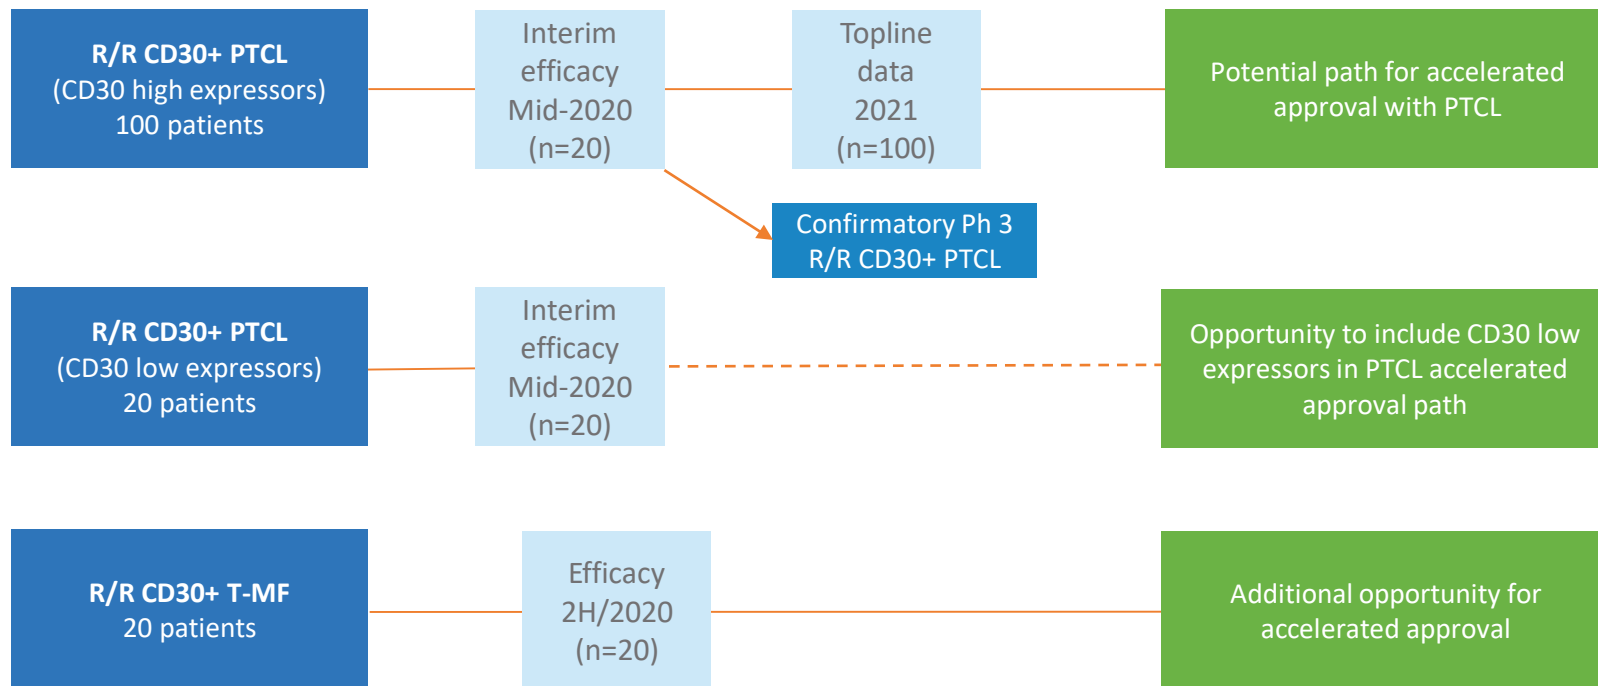 R/R CD30+ PTCL
(CD30 high expressors)
100 patients
Interim
efficacy
Mid-2020
(n=20)
Topline
data
2021
(n=100)
Potential path for accelerated
approval with PTCL
Confirmatory Ph 3
R/R CD30+ PTCL
R/R CD30+ PTCL
(CD30 low expressors)
20 patients
Interim
efficacy
Mid-2020
(n=20)
Opportunity to include CD30 low
expressors in PTCL accelerated
approval path
R/R CD30+ T-MF
20 patients
Efficacy
2H/2020
(n=20)
Additional opportunity for
accelerated approval